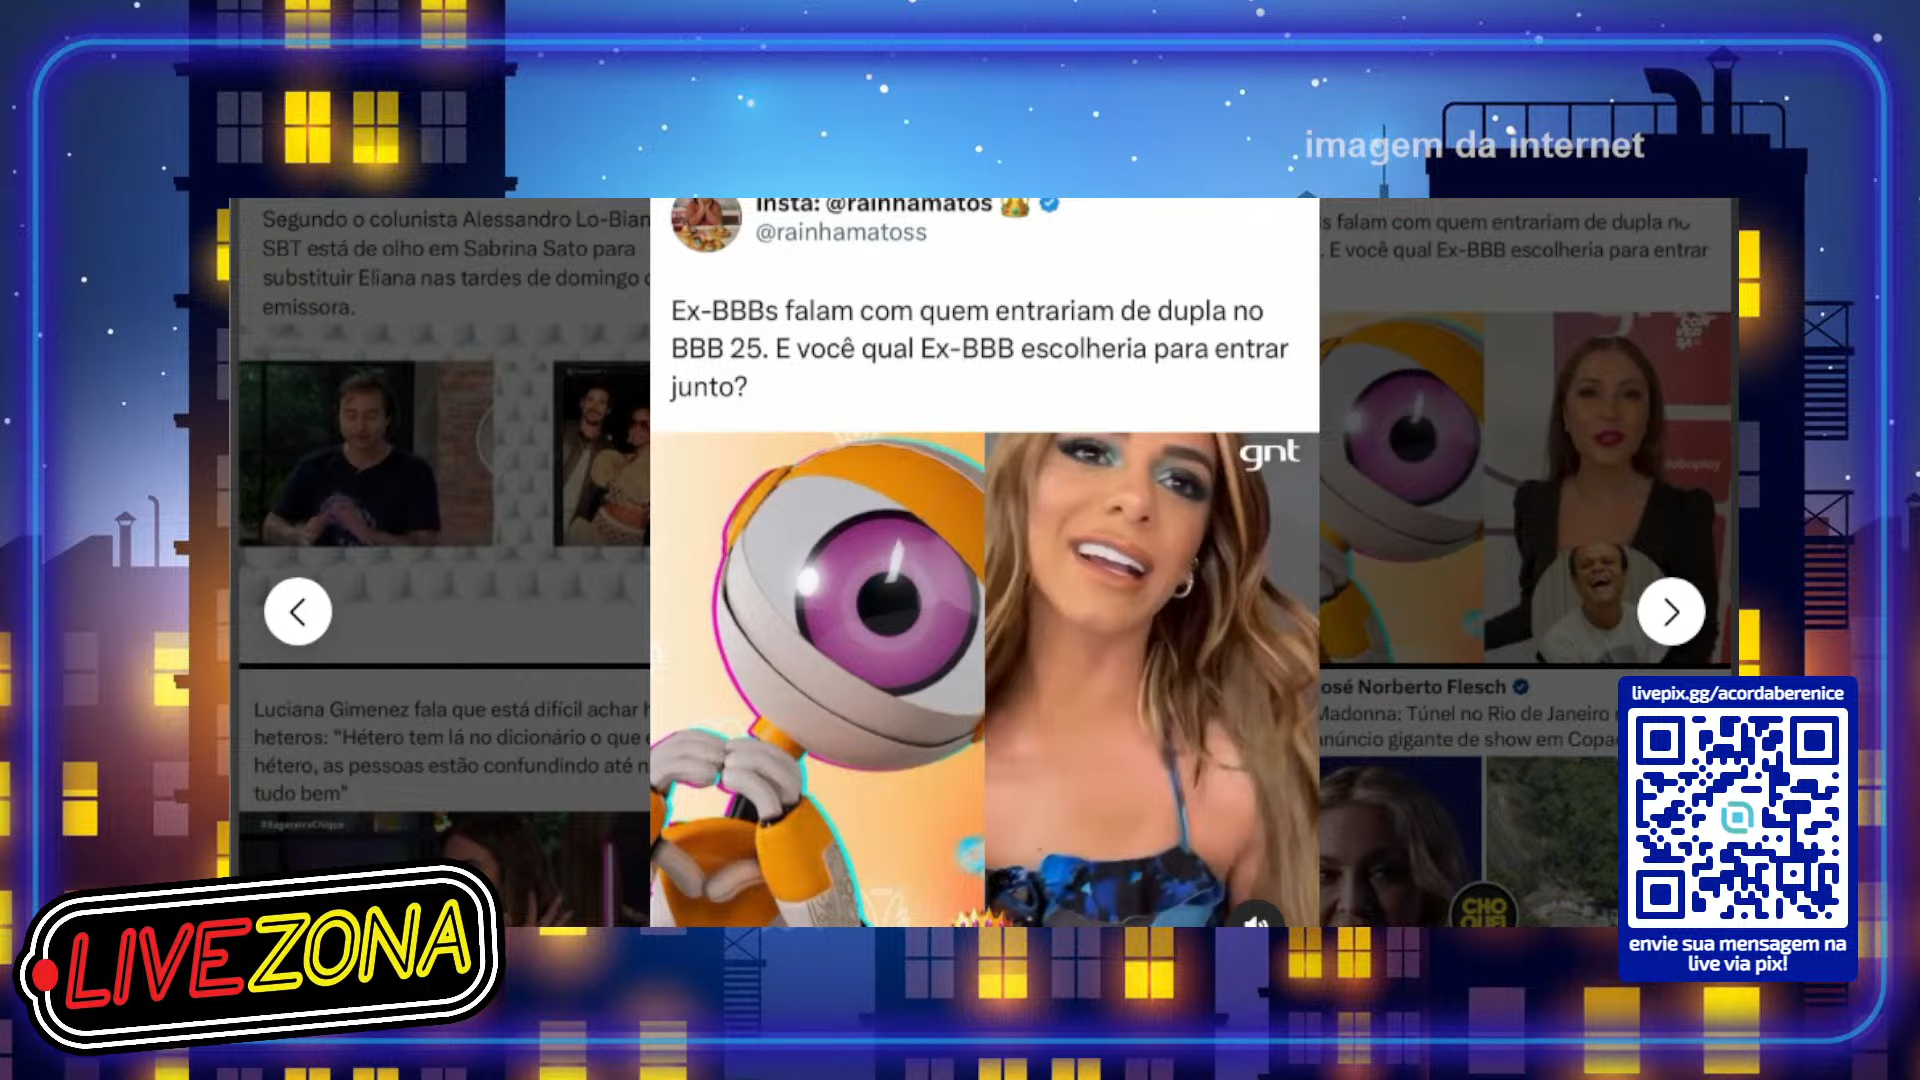 imagem da internet
Segundo o colunista Alessandro Lo-Bian
SBT está de olho em Sabrina Sato para
substituir Eliana nas tardes de domingo
emissora.
Insta: @rainhamatos
@rainhamatoss
Ex-BBBs falam com quem entrariam de dupla no
BBB 25. E você qual Ex-BBB escolheria para entrar
junto?
gnt
s falam com quem entrariam de dupla no
. E você qual Ex-BBB escolheria para entrar
globoplay
Luciana Gimenez fala que está difícil achar
heteros: “Hétero tem lá no dicionário o que
hétero, as pessoas estão confundindo até
tudo bem”
#BagaceiraChique
osé Norberto Flesch
Madonna: Túnel no Rio de Janeiro
anúncio gigante de show em Copa
CHO
QUEI
LIVEZONA
livepix.gg/acordaberenice
envie sua mensagem na
live via pix!